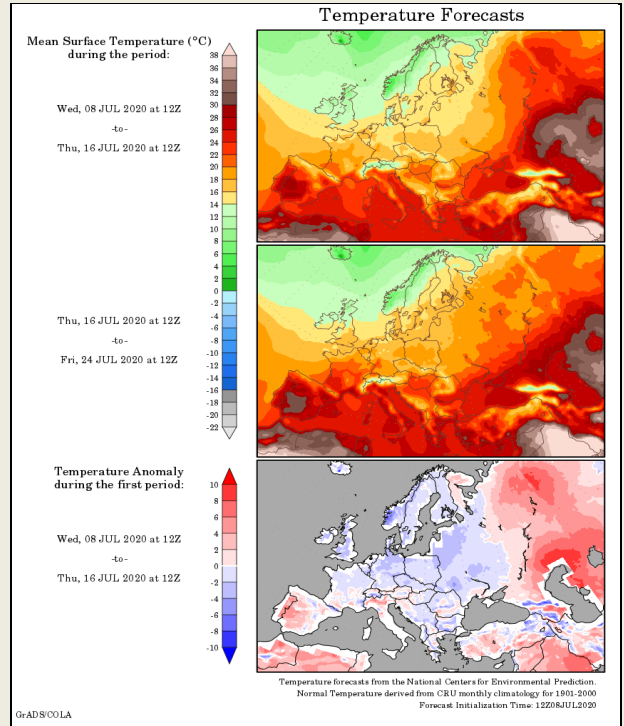 Temperature Forecasts
Mean Surface Temperature (°C)
during the period:
Wed, 08 JUL 2020 at 12Z
-to-
Thu, 16 JUL 2020 at 12Z
38
36
34
32
30
28
26
24
22
20
18
16
14
12
10
8
6
4
2
0
-2
-4
-6
-8
-10
-12
-14
-16
-18
-20
-22
Thu, 16 JUL 2020 at 12Z
-to-
Fri, 24 JUL 2020 at 12Z
Temperature Anomaly
during the first period:
Wed, 08 JUL 2020 at 12Z
-to-
Thu, 16 JUL 2020 at 12Z
10
8
6
4
2
0
-2
-4
-6
-8
-10
Temperature forecasts from the National Centers for Environmental Prediction.
Normal Temperature derived from CRU monthly climatology for 1901-2000
Forecast Initialization Time: 12Z08JUL2020
GrADS/COLA